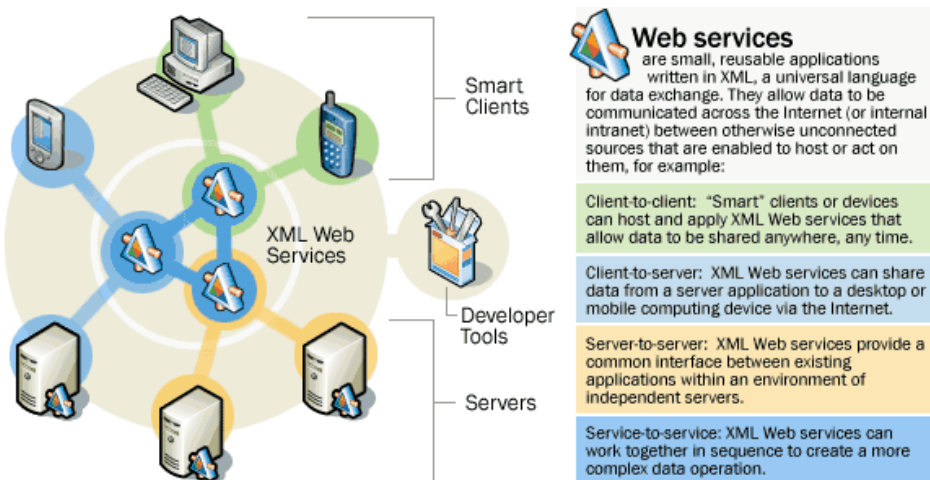 Smart
Clients
XML Web
Services
Developer
Tools
Servers
Web services
are small, reusable applications
written in XML, a universal language
for data exchange. They allow data to be
communicated across the Internet (or internal
intranet) between otherwise unconnected
sources that are enabled to host or act on
them, for example:
Client-to-client: “Smart” clients or devices
can host and apply XML Web services that
allow data to be shared anywhere, any time.
Client-to-server: XML Web services can share
data from a server application to a desktop or
mobile computing device via the Internet.
Server-to-server: XML Web services provide a
common interface between existing
applications within an environment of
independent servers.
Service-to-service: XML Web services can
work together in sequence to create a more
complex data operation.